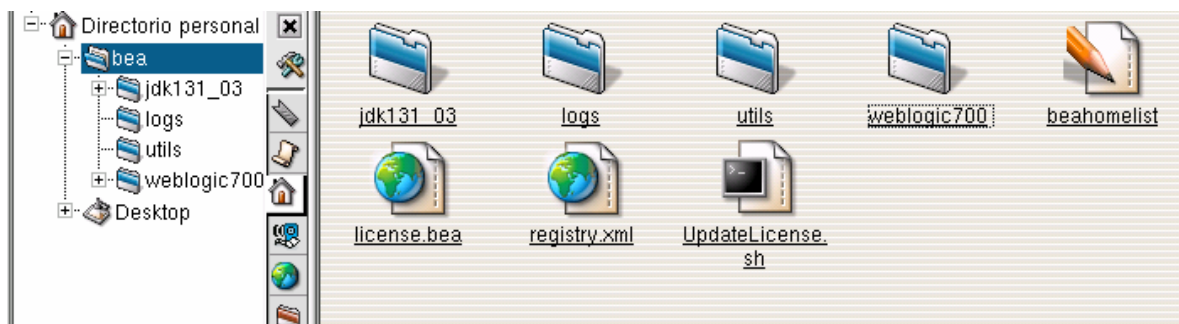 Directorio personal
bea
jdk131_03
logs
utils
weblogic700
Desktop
jdk131_03
logs
utils
weblogic700
beahomelist
license.bea
registry.xml
UpdateLicense.
sh